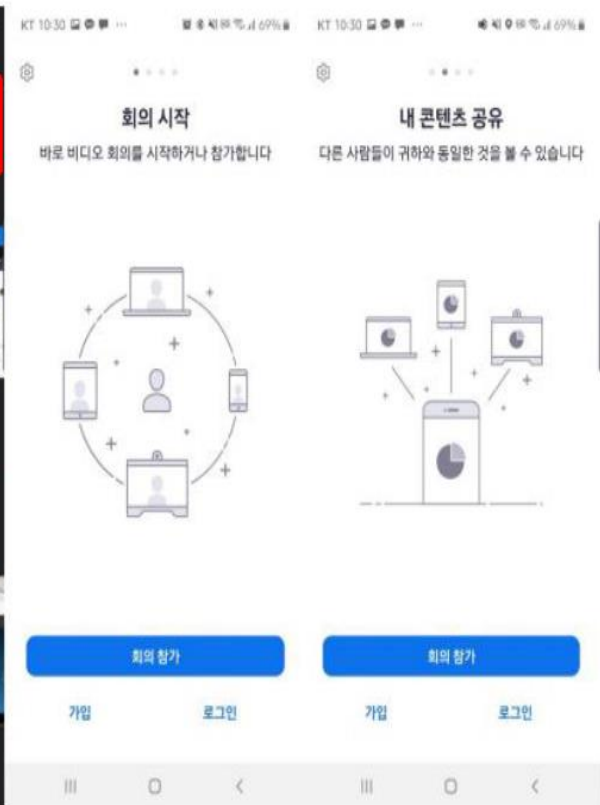 KT 10:30
69%
회의 시작
바로 비디오 회의를 시작하거나 참가합니다
회의 참가
가입
로그인
KT 10:30
69%
내 콘텐츠 공유
다른 사람들이 귀하와 동일한 것을 볼 수 있습니다
회의 참가
가입
로그인